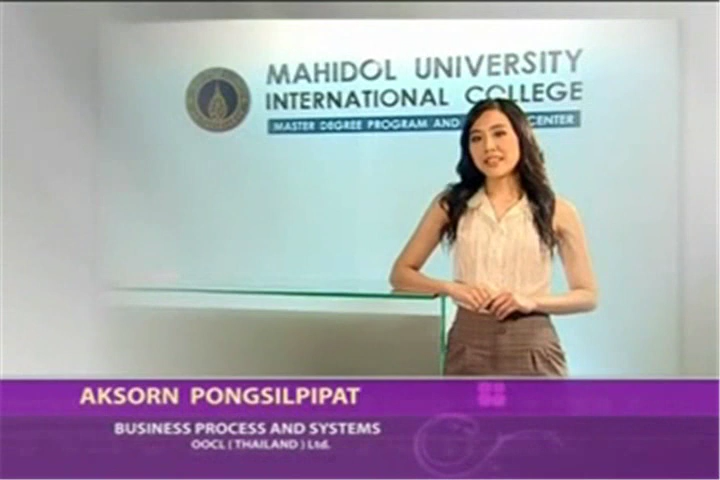 MAHIDOL UNIVERSITY
INTERNATIONAL COLLEGE
MASTER DEGREE PROGRAM AND CENTER
AKSORN PONGSILPIPAT
BUSINESS PROCESS AND SYSTEMS
OOCL ( THAILAND ) Ltd.